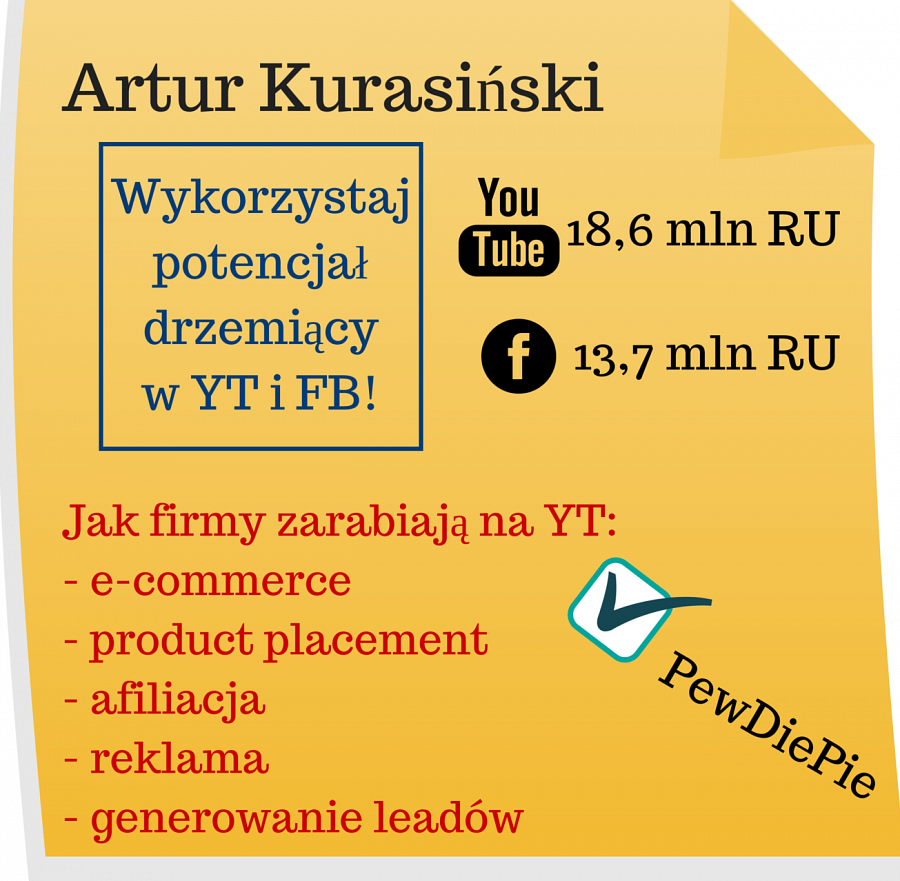 Artur Kurasiński
Wykorzystaj
potencjał
drzemiący
w YT i FB!
You
Tube
18,6 mln RU
f
13,7 mln RU
Jak firmy zarabiają na YT:
- e-commerce
- product placement
- afiliacja
- reklama
- generowanie leadów
PewDiePie